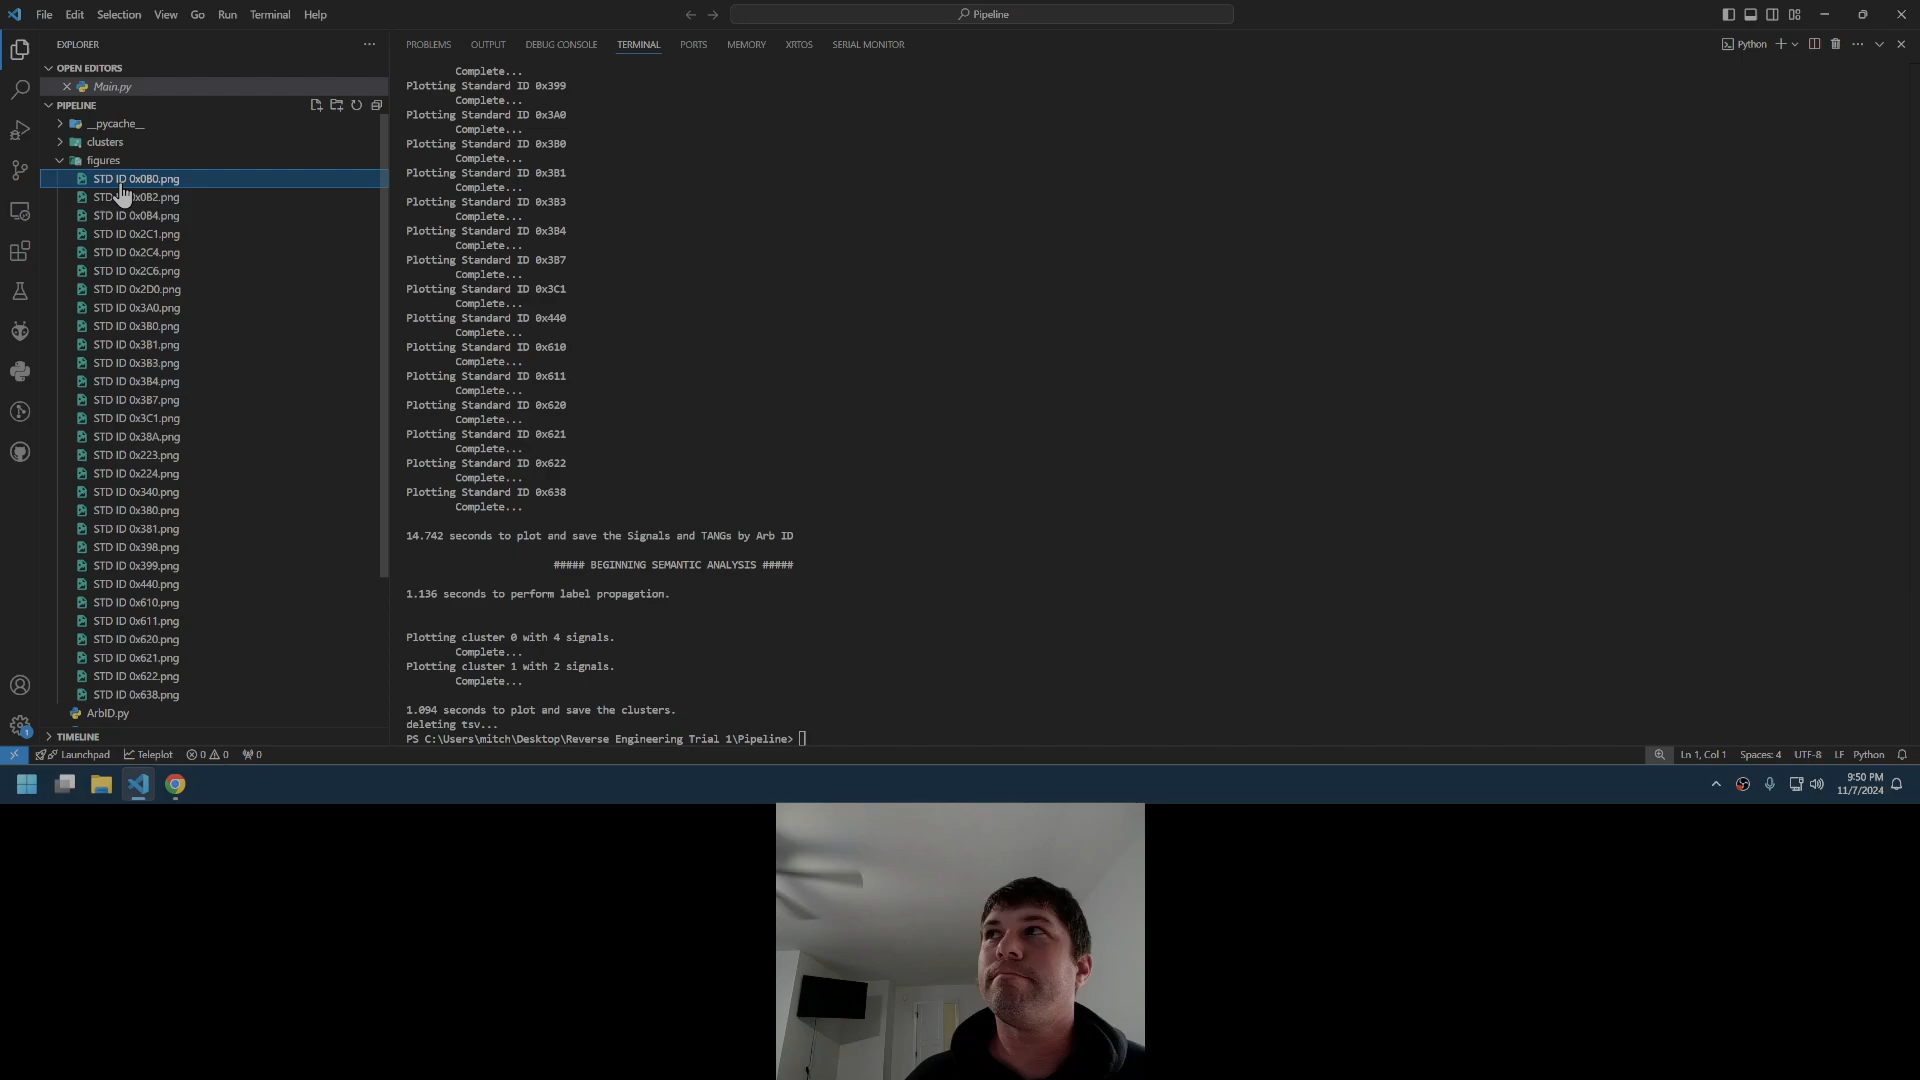 File Edit Selection View Go Run Terminal Help
Pipeline
EXPLORER
OPEN EDITORS
Main.py
PIPELINE
__pycache__
clusters
figures
STD ID 0x0B0.png
STD 0x0B2.png
STD ID 0x0B4.png
STD ID 0x2C1.png
STD ID 0x2C4.png
STD ID 0x2C6.png
STD ID 0x2D0.png
STD ID 0x3A0.png
STD ID 0x3B0.png
STD ID 0x3B1.png
STD ID 0x3B3.png
STD ID 0x3B4.png
STD ID 0x3B7.png
STD ID 0x3C1.png
STD ID 0x38A.png
STD ID 0x223.png
STD ID 0x224.png
STD ID 0x340.png
STD ID 0x380.png
STD ID 0x381.png
STD ID 0x398.png
STD ID 0x399.png
STD ID 0x440.png
STD ID 0x610.png
STD ID 0x611.png
STD ID 0x620.png
STD ID 0x621.png
STD ID 0x622.png
STD ID 0x638.png
ArbID.py
TIMELINE
PROBLEMS OUTPUT DEBUG CONSOLE TERMINAL PORTS MEMORY XRTOS SERIAL MONITOR
Python
Complete...
Plotting Standard ID 0x399
Complete...
Plotting Standard ID 0x3A0
Complete...
Plotting Standard ID 0x3B0
Complete...
Plotting Standard ID 0x3B1
Complete...
Plotting Standard ID 0x3B3
Complete...
Plotting Standard ID 0x3B4
Complete...
Plotting Standard ID 0x3B7
Complete...
Plotting Standard ID 0x3C1
Complete...
Plotting Standard ID 0x440
Complete...
Plotting Standard ID 0x610
Complete...
Plotting Standard ID 0x611
Complete...
Plotting Standard ID 0x620
Complete...
Plotting Standard ID 0x621
Complete...
Plotting Standard ID 0x622
Complete...
Plotting Standard ID 0x638
Complete...
14.742 seconds to plot and save the Signals and TANGs by Arb ID
##### BEGINNING SEMANTIC ANALYSIS #####
1.136 seconds to perform label propagation.
Plotting cluster 0 with 4 signals.
Complete...
Plotting cluster 1 with 2 signals.
Complete...
1.094 seconds to plot and save the clusters.
deleting tsv...
PS C:\Users\mitch\Desktop\Reverse Engineering Trial 1\Pipeline>
Launchpad Teleplot 0 0 0
Ln 1, Col 1 Spaces: 4 UTF-8 LF Python
1
9:50 PM
11/7/2024